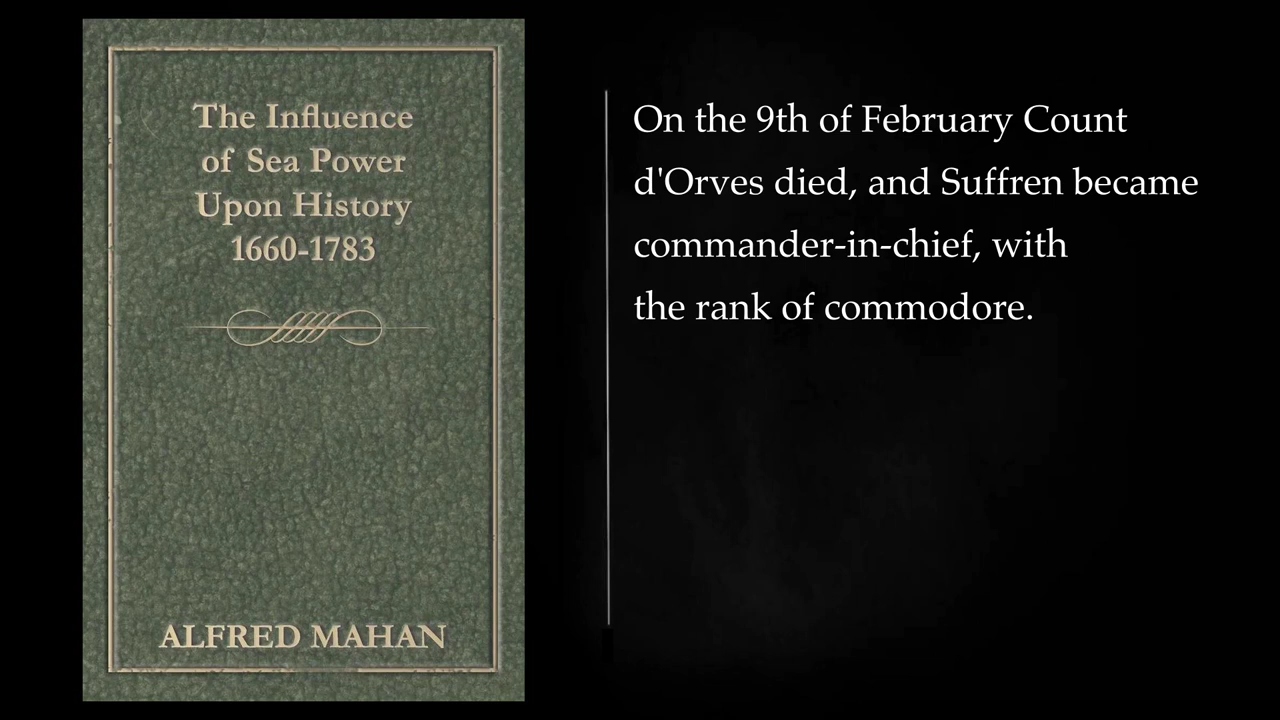 The Influence
of Sea Power
Upon History
1660-1783
ALFRED MAHAN
On the 9th of February Count
d'Orves died, and Suffren became
commander-in-chief, with
the rank of commodore.